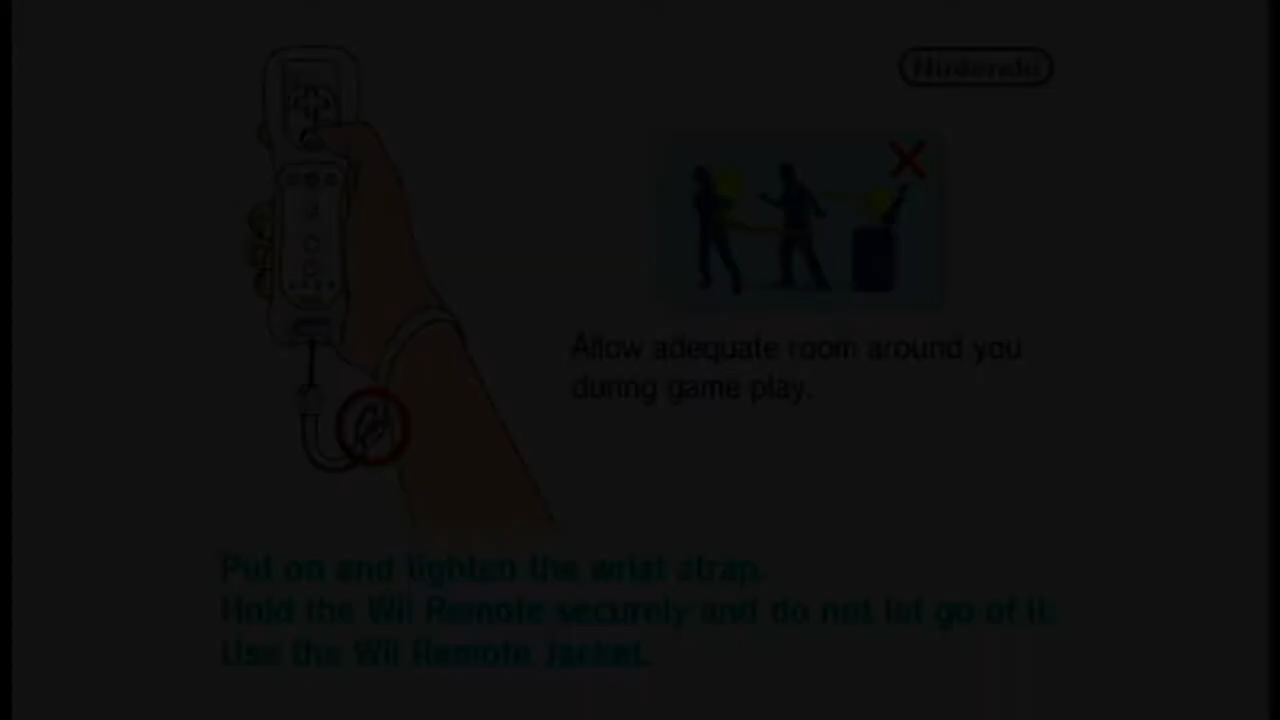 Nintendo
Allow adequate room around you
during game play.
Put on and tighten the wrist strap.
Hold the Wii Remote securely and do not let go of it.
Use the Wii Remote Jacket.